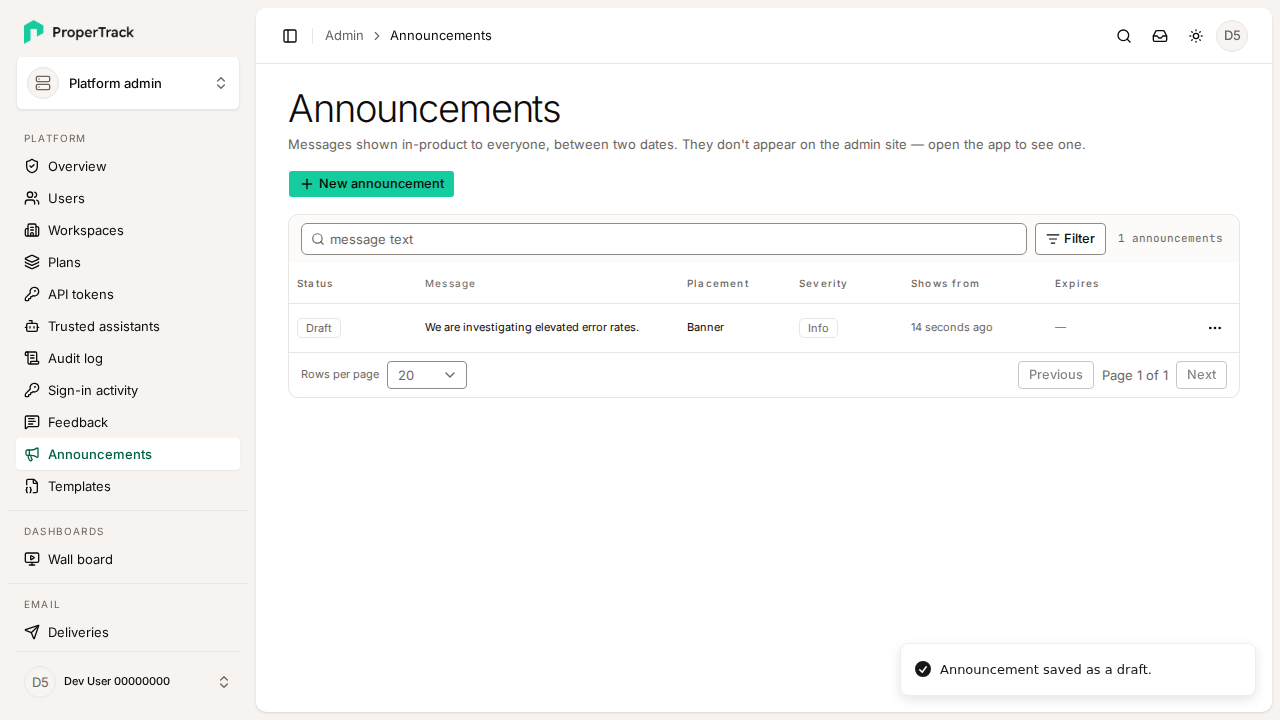 ProperTrack
Platform admin
PLATFORM
Overview
Users
Workspaces
Plans
API tokens
Trusted assistants
Audit log
Sign-in activity
Feedback
Announcements
Templates
DASHBOARDS
Wall board
EMAIL
Deliveries
D5 Dev User 00000000
Admin > Announcements
D5
Announcements
Messages shown in-product to everyone, between two dates. They don't appear on the admin site — open the app to see one.
New announcement
message text Filter 1 announcements
Status Message Placement Severity Shows from Expires
Draft We are investigating elevated error rates. Banner Info 14 seconds ago —
Rows per page 20 Previous Page 1 of 1 Next
Announcement saved as a draft.